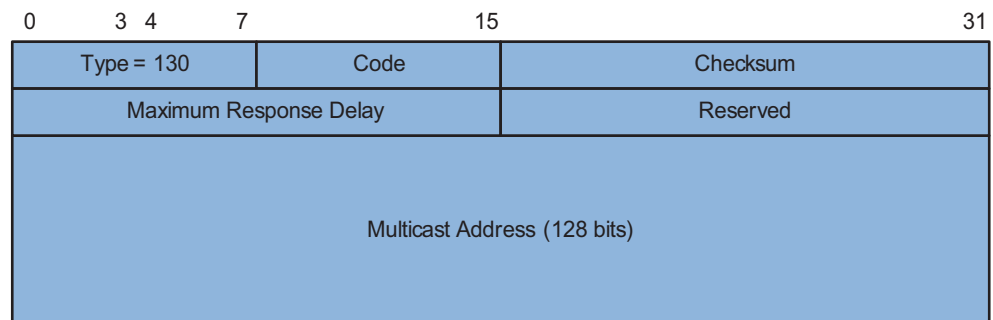 0 3 4 7 15 31
Type = 130 Code Checksum
Maximum Response Delay Reserved
Multicast Address (128 bits)